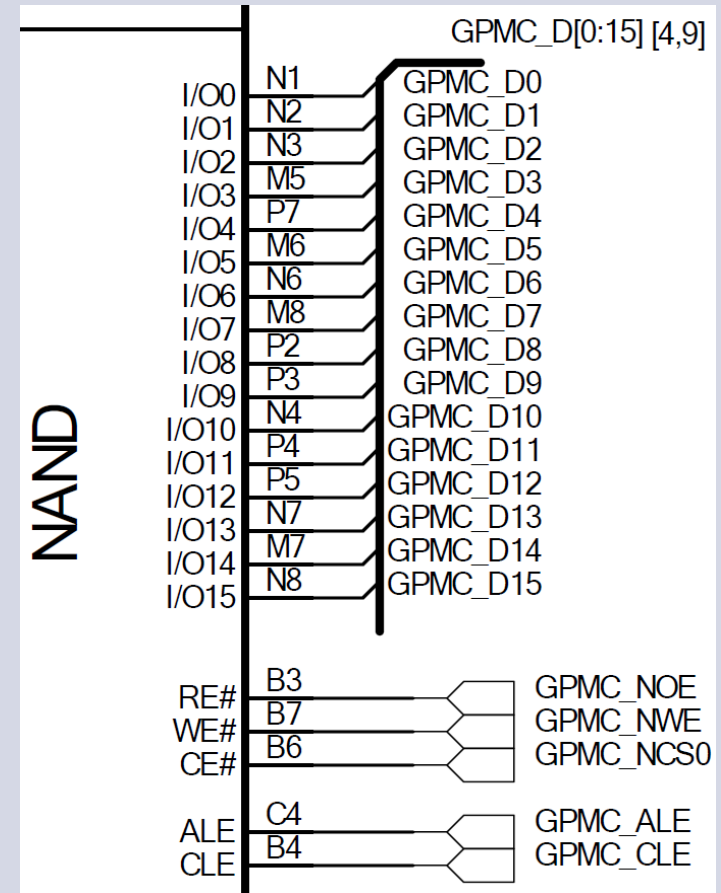 GPMC_D[0:15] [4,9]
I/O0 N1 GPMC_D0
I/O1 N2 GPMC_D1
I/O2 N3 GPMC_D2
I/O3 M5 GPMC_D3
I/O4 P7 GPMC_D4
I/O5 M6 GPMC_D5
I/O6 N6 GPMC_D6
I/O7 M8 GPMC_D7
I/O8 P2 GPMC_D8
I/O9 P3 GPMC_D9
I/O10 N4 GPMC_D10
I/O11 P4 GPMC_D11
I/O12 P5 GPMC_D12
I/O13 N7 GPMC_D13
I/O14 M7 GPMC_D14
I/O15 N8 GPMC_D15
NAND
RE# B3 GPMC_NOE
WE# B7 GPMC_NWE
CE# B6 GPMC_NCS0
ALE C4 GPMC_ALE
CLE B4 GPMC_CLE